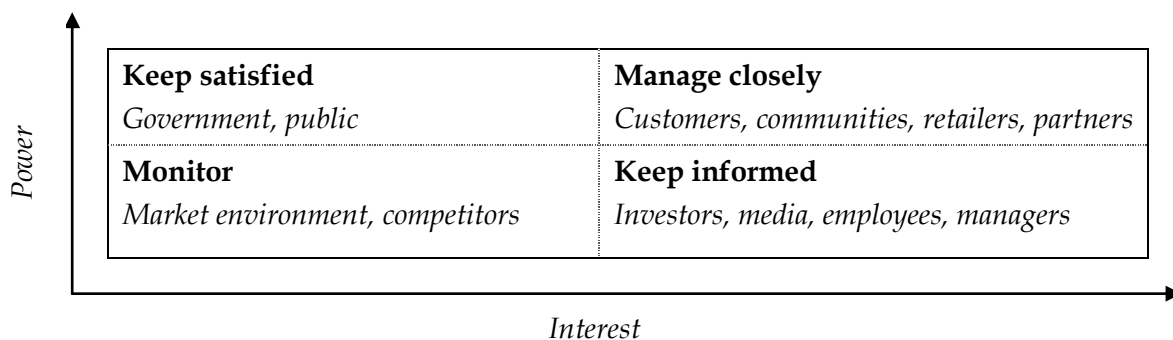 Power
Keep satisfied
Government, public
Manage closely
Customers, communities, retailers, partners
Monitor
Market environment, competitors
Keep informed
Investors, media, employees, managers
Interest